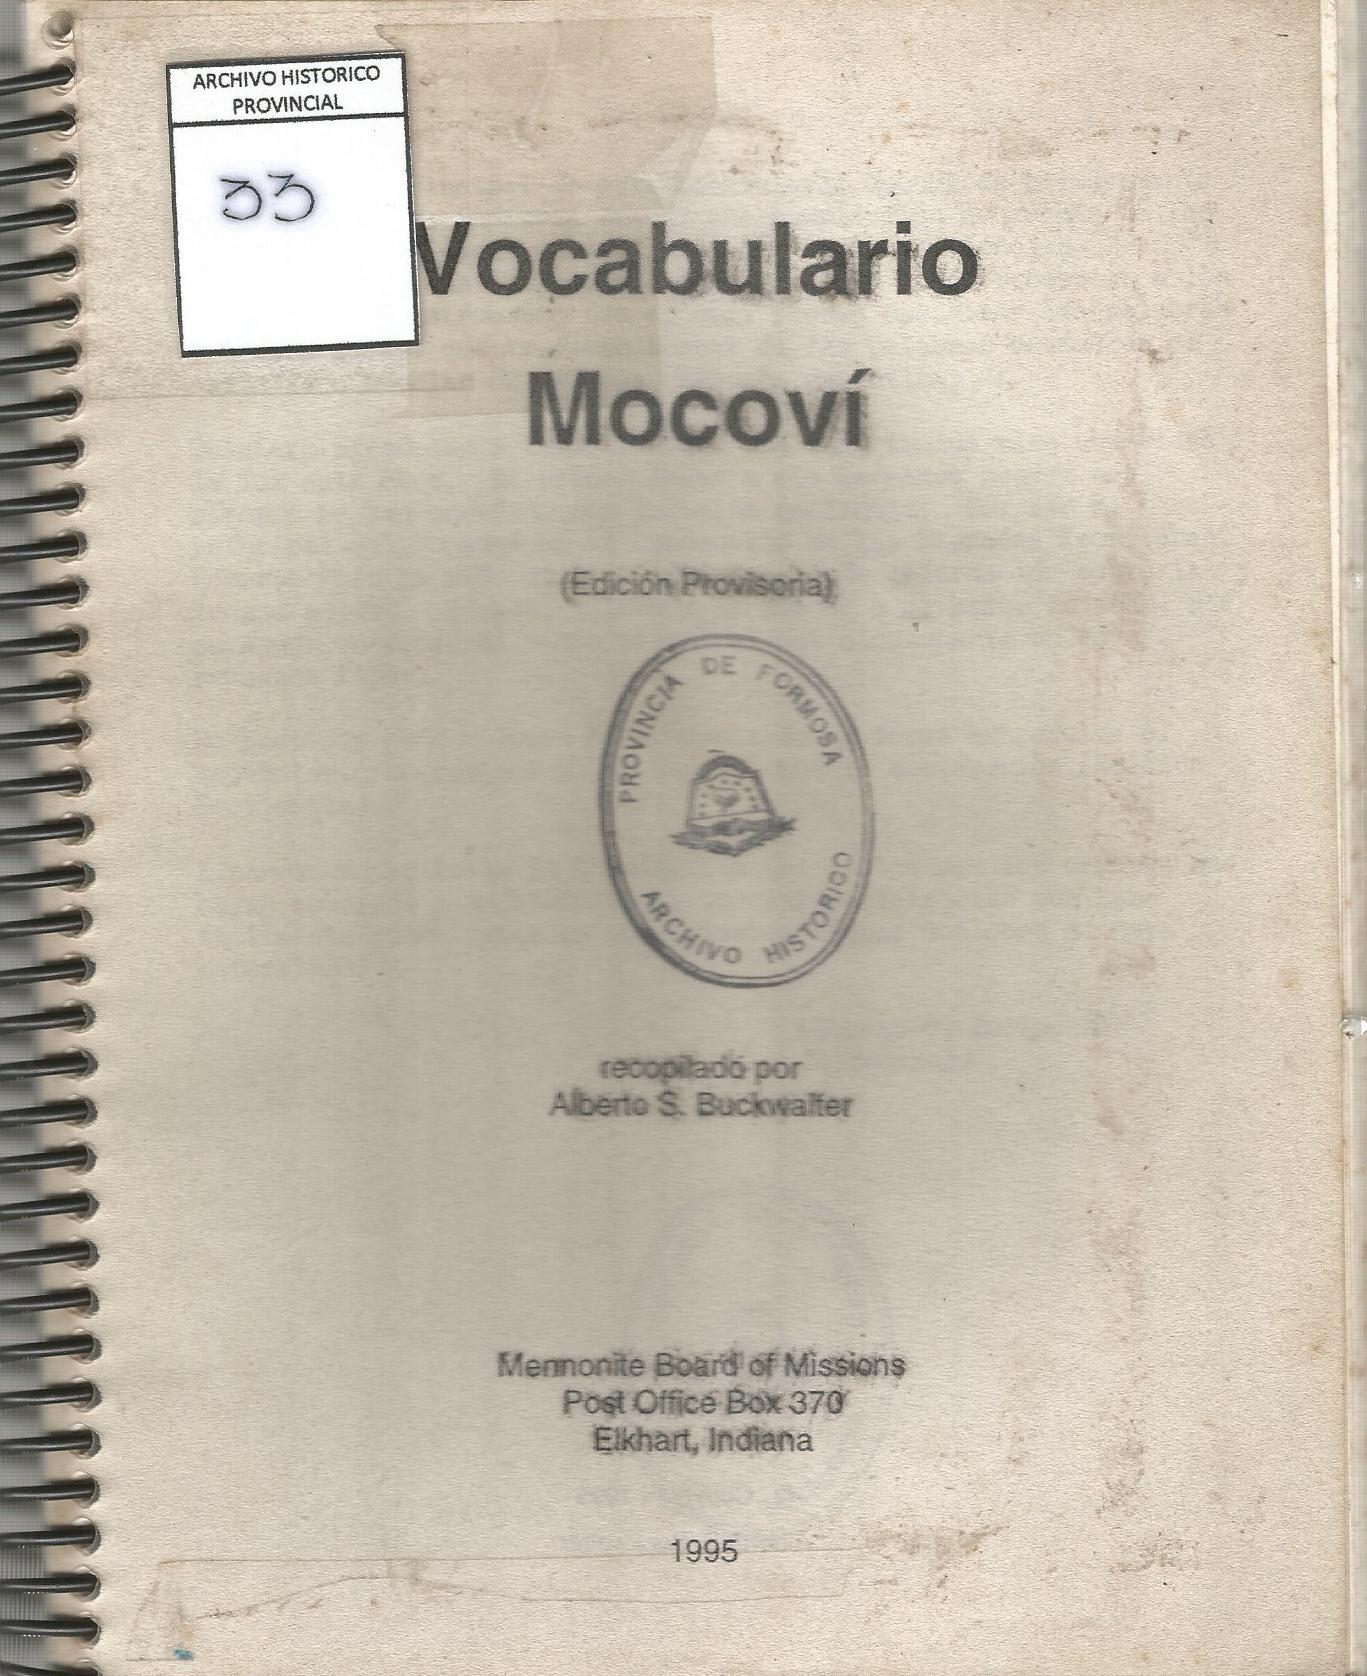 ARCHIVO HISTORICO
PROVINCIAL
33
Vocabulario
Mocoví
(Edición Provisoria)
PROVINCIA DE FORMOSA
ARCHIVO HISTORICO
recopilado por
Alberto S. Buckwalter
Mennonite Board of Missions
Post Office Box 370
Elkhart, Indiana
1995